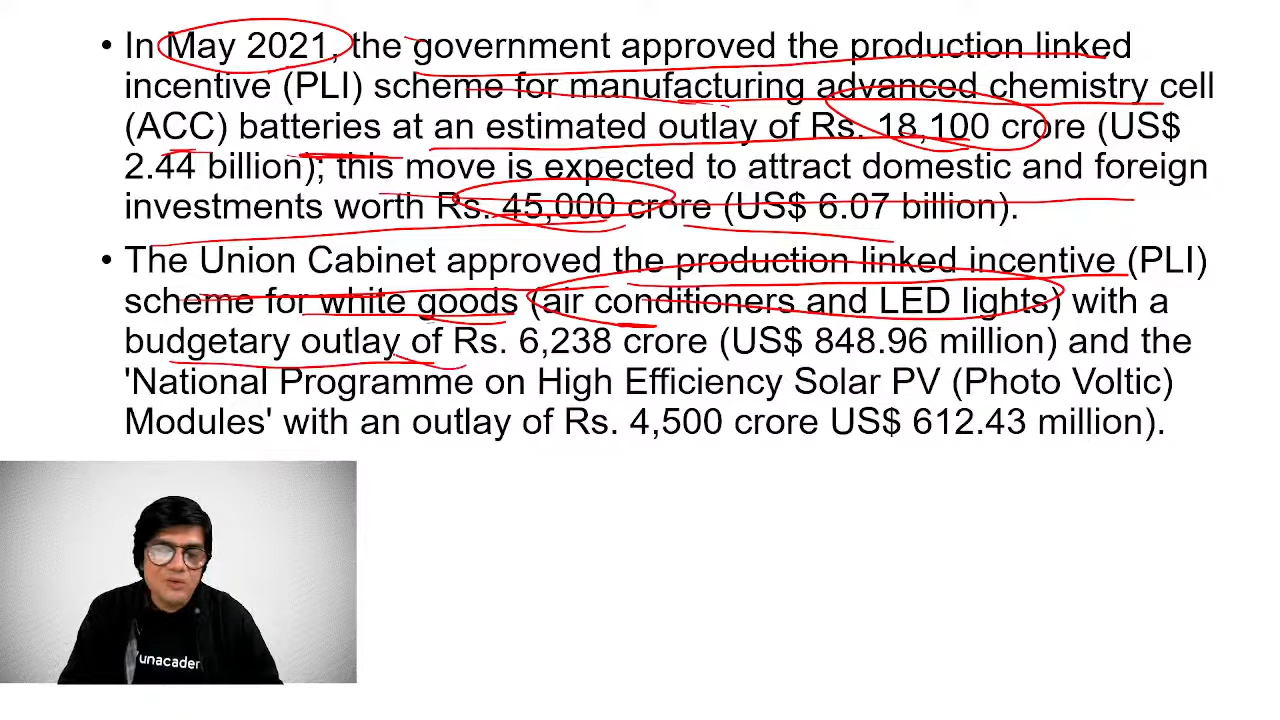 • In May 2021, the government approved the production linked
incentive (PLI) scheme for manufacturing advanced chemistry cell
(ACC) batteries at an estimated outlay of Rs. 18,100 crore (US$
2.44 billion); this move is expected to attract domestic and foreign
investments worth Rs. 45,000 crore (US$ 6.07 billion).
• The Union Cabinet approved the production linked incentive (PLI)
scheme for white goods (air conditioners and LED lights) with a
budgetary outlay of Rs. 6,238 crore (US$ 848.96 million) and the
'National Programme on High Efficiency Solar PV (Photo Voltic)
Modules' with an outlay of Rs. 4,500 crore US$ 612.43 million).
unacader